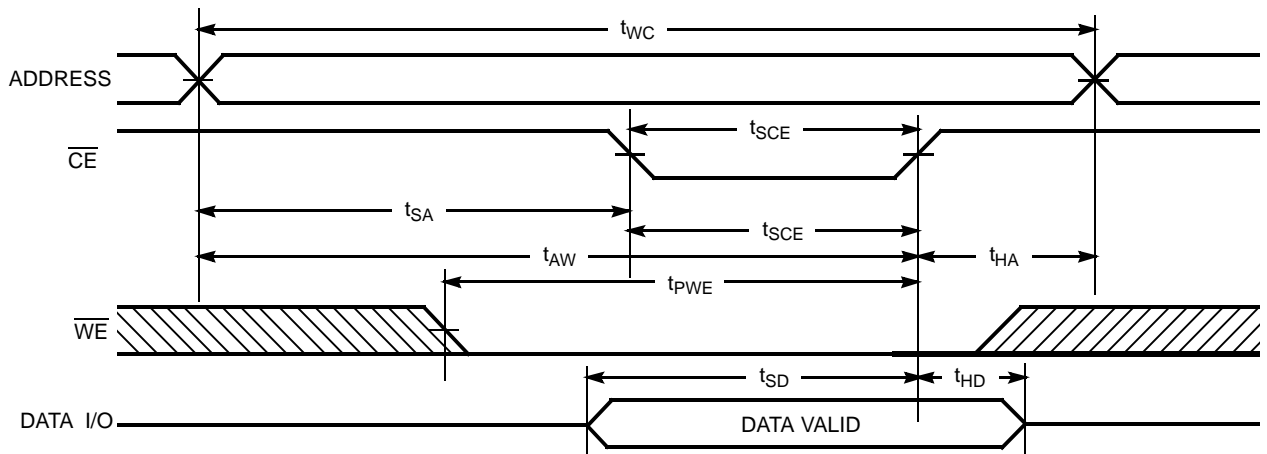 tWC
ADDRESS
tSCE
CE
tSA
tSCE
tAW
tHA
tPWE
WE
tSD
tHD
DATA I/O
DATA VALID